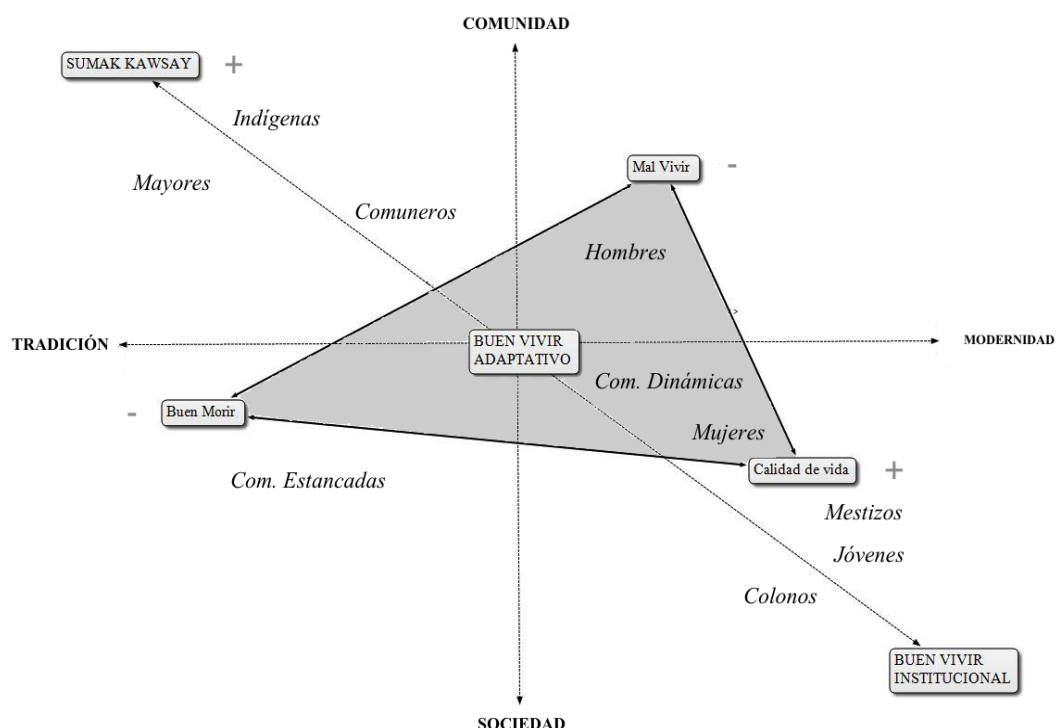 COMUNIDAD
SUMAK KAWSAY +
Indígenas
Mal Vivir -
Mayores
Comuneros
Hombres
>
TRADICIÓN
BUEN VIVIR
ADAPTATIVO
MODERNIDAD
Com. Dinámicas
- Buen Morir
Mujeres
Calidad de vida +
Com. Estancadas
Mestizos
Jóvenes
Colonos
BUEN VIVIR
INSTITUCIONAL
SOCIEDAD